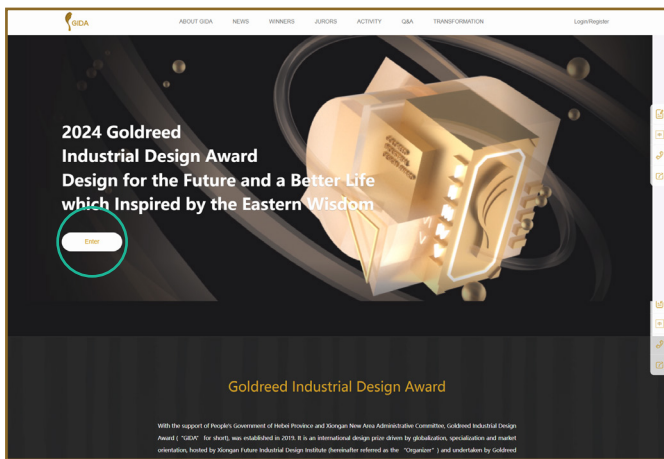 GIDA
ABOUT GIDA NEWS WINNERS JURORS ACTIVITY Q&A TRANSFORMATION Login/Register
2024 Goldreed
Industrial Design Award
Design for the Future and a Better Life
which Inspired by the Eastern Wisdom
Enter
Goldreed Industrial Design Award
With the support of People's Government of Hebei Province and Xiongan New Area Administrative Committee, Goldreed Industrial Design
Award ( "GIDA" for short), was established in 2019. It is an international design prize driven by globalization, specialization and market
orientation, hosted by Xiongan Future Industrial Design Institute (hereinafter referred as the "Organizer" ) and undertaken by Goldreed